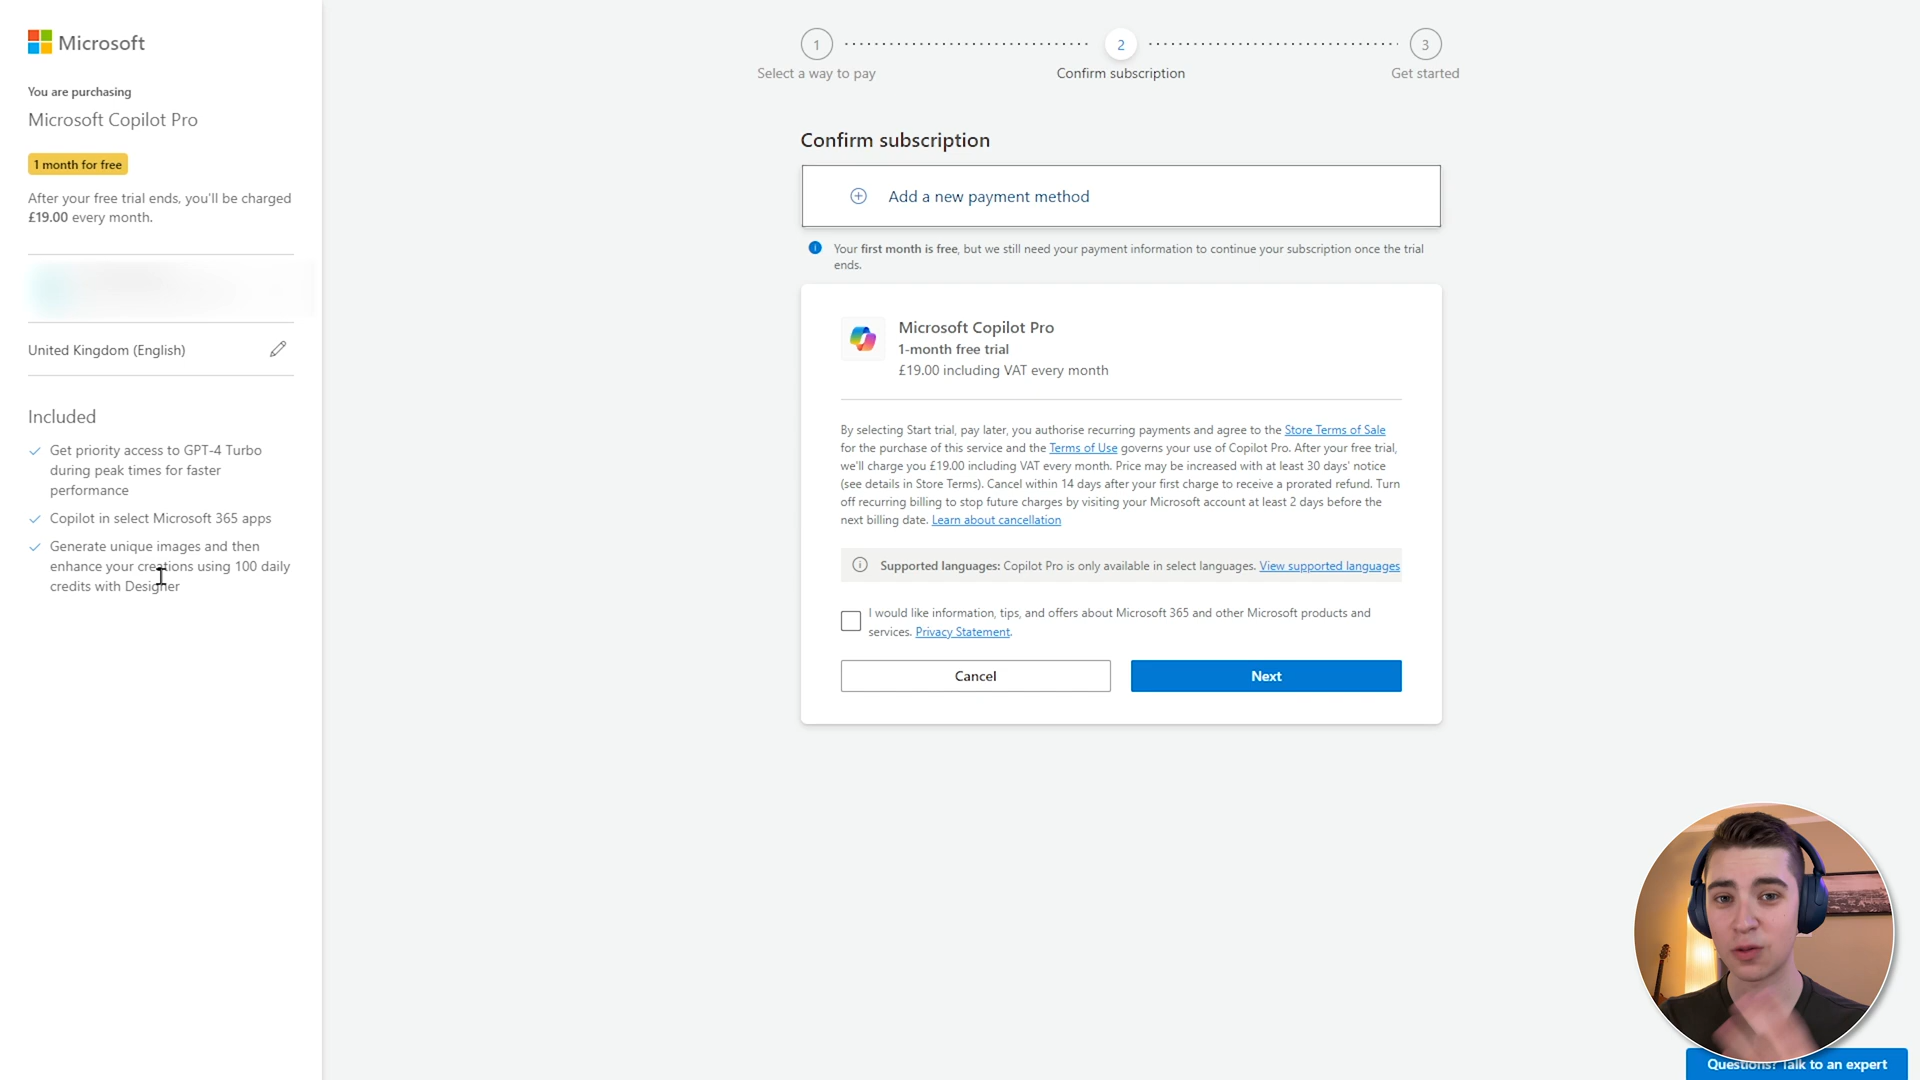 Microsoft
You are purchasing
Microsoft Copilot Pro
1 month for free
After your free trial ends, you'll be charged
£19.00 every month.
United Kingdom (English)
Included
Get priority access to GPT-4 Turbo
during peak times for faster
performance
Copilot in select Microsoft 365 apps
Generate unique images and then
enhance your creations using 100 daily
credits with Designer
1
2
3
Select a way to pay
Confirm subscription
Get started
Confirm subscription
Add a new payment method
Your first month is free, but we still need your payment information to continue your subscription once the trial
ends.
Microsoft Copilot Pro
1-month free trial
£19.00 including VAT every month
By selecting Start trial, pay later, you authorise recurring payments and agree to the Store Terms of Sale
for the purchase of this service and the Terms of Use governs your use of Copilot Pro. After your free trial,
we'll charge you £19.00 including VAT every month. Price may be increased with at least 30 days' notice
(see details in Store Terms). Cancel within 14 days after your first charge to receive a prorated refund. Turn
off recurring billing to stop future charges by visiting your Microsoft account at least 2 days before the
next billing date. Learn about cancellation
Supported languages: Copilot Pro is only available in select languages. View supported languages
I would like information, tips, and offers about Microsoft 365 and other Microsoft products and
services. Privacy Statement.
Cancel
Next
Questions? Talk to an expert